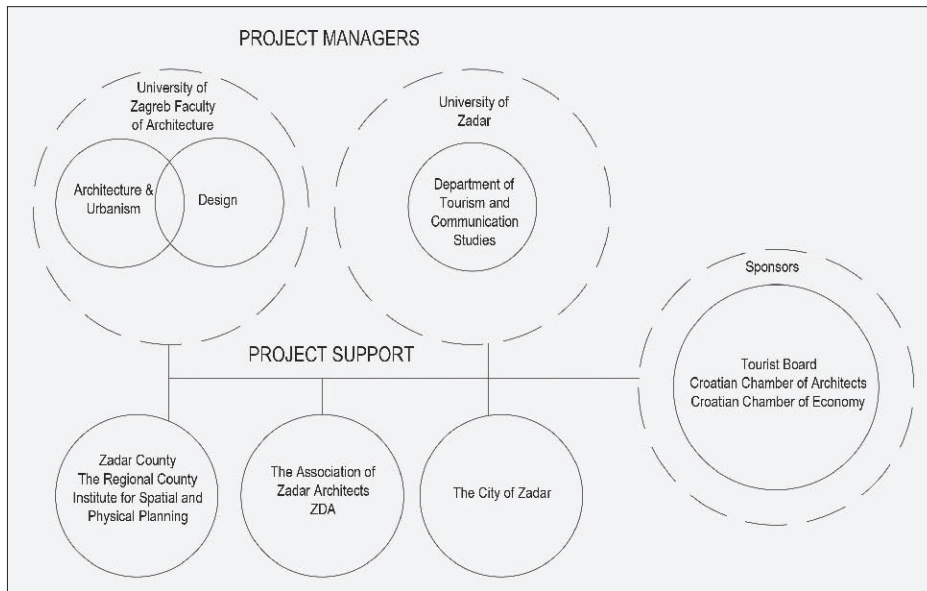 PROJECT MANAGERS
University of
Zagreb Faculty
of Architecture
Architecture &
Urbanism
Design
University of
Zadar
Department of
Tourism and
Communication
Studies
Sponsors
Tourist Board
Croatian Chamber of Architects
Croatian Chamber of Economy
PROJECT SUPPORT
Zadar County
The Regional County
Institute for Spatial and
Physical Planning
The Association of
Zadar Architects
ZDA
The City of Zadar